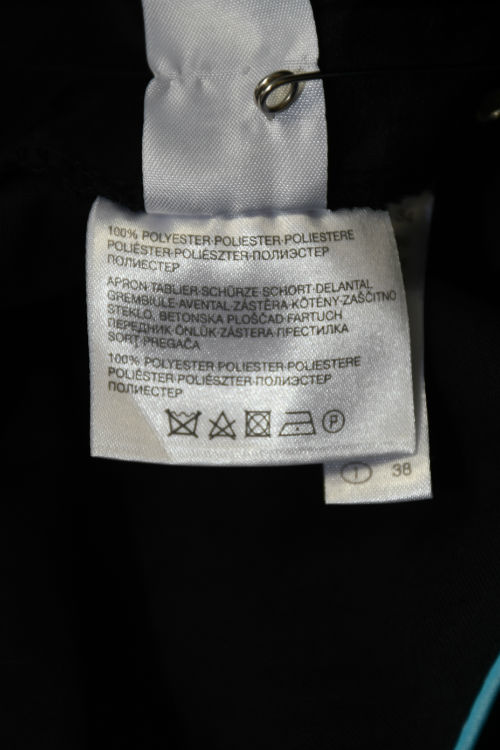 100% POLYESTER·POLIESTER·POLIESTERE
POLIÉSTER·POLIÉSZTER·ПОЛИЭСТЕР
ПОЛИЕСТЕР
APRON·TABLIER·SCHÜRZE·SCHORT·DELANTAL
GREMBIULE·AVENTAL·ZÁSTĚRA·KÖTÉNY·ZAŠČITNO
STEKLO, BETONSKA PLOŠČAD·FARTUCH
ПЕРЕДНИК·ÖNLÜK·ZÁSTERA·ПРЕСТИЛКА
SORT·PREGAČA
100% POLYESTER·POLIESTER·POLIESTERE
POLIÉSTER·POLIÉSZTER·ПОЛИЭСТЕР
ПОЛИЕСТЕР
P
I 38